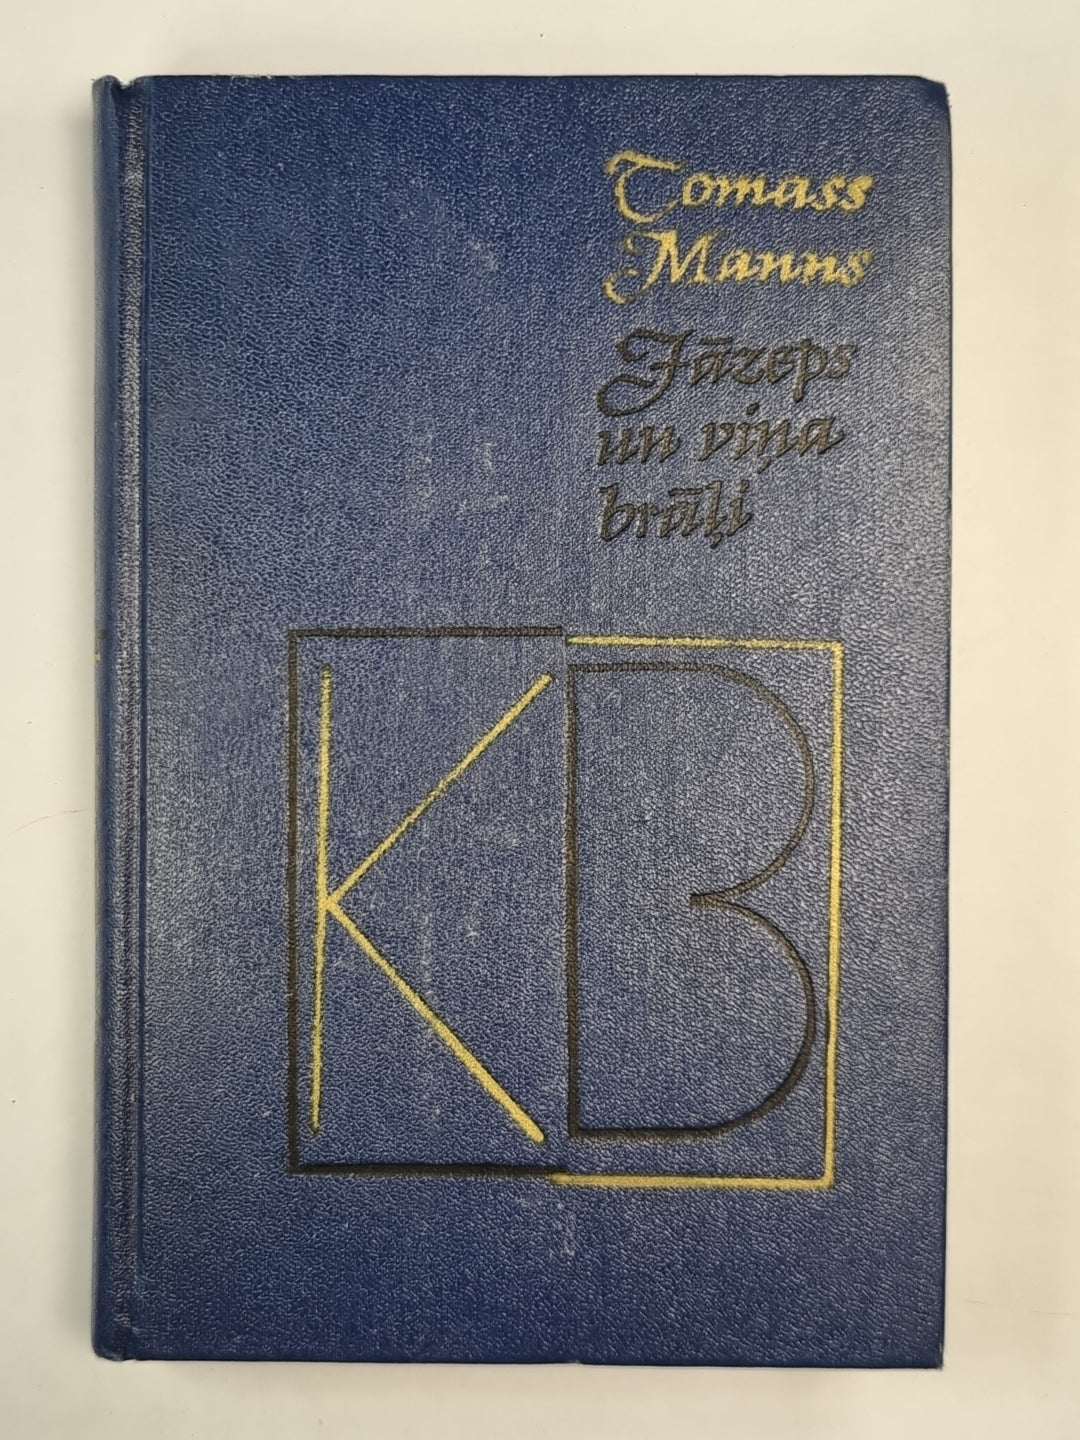 Tomass
Manns
Jāzeps
un viņa
brāļi
KB